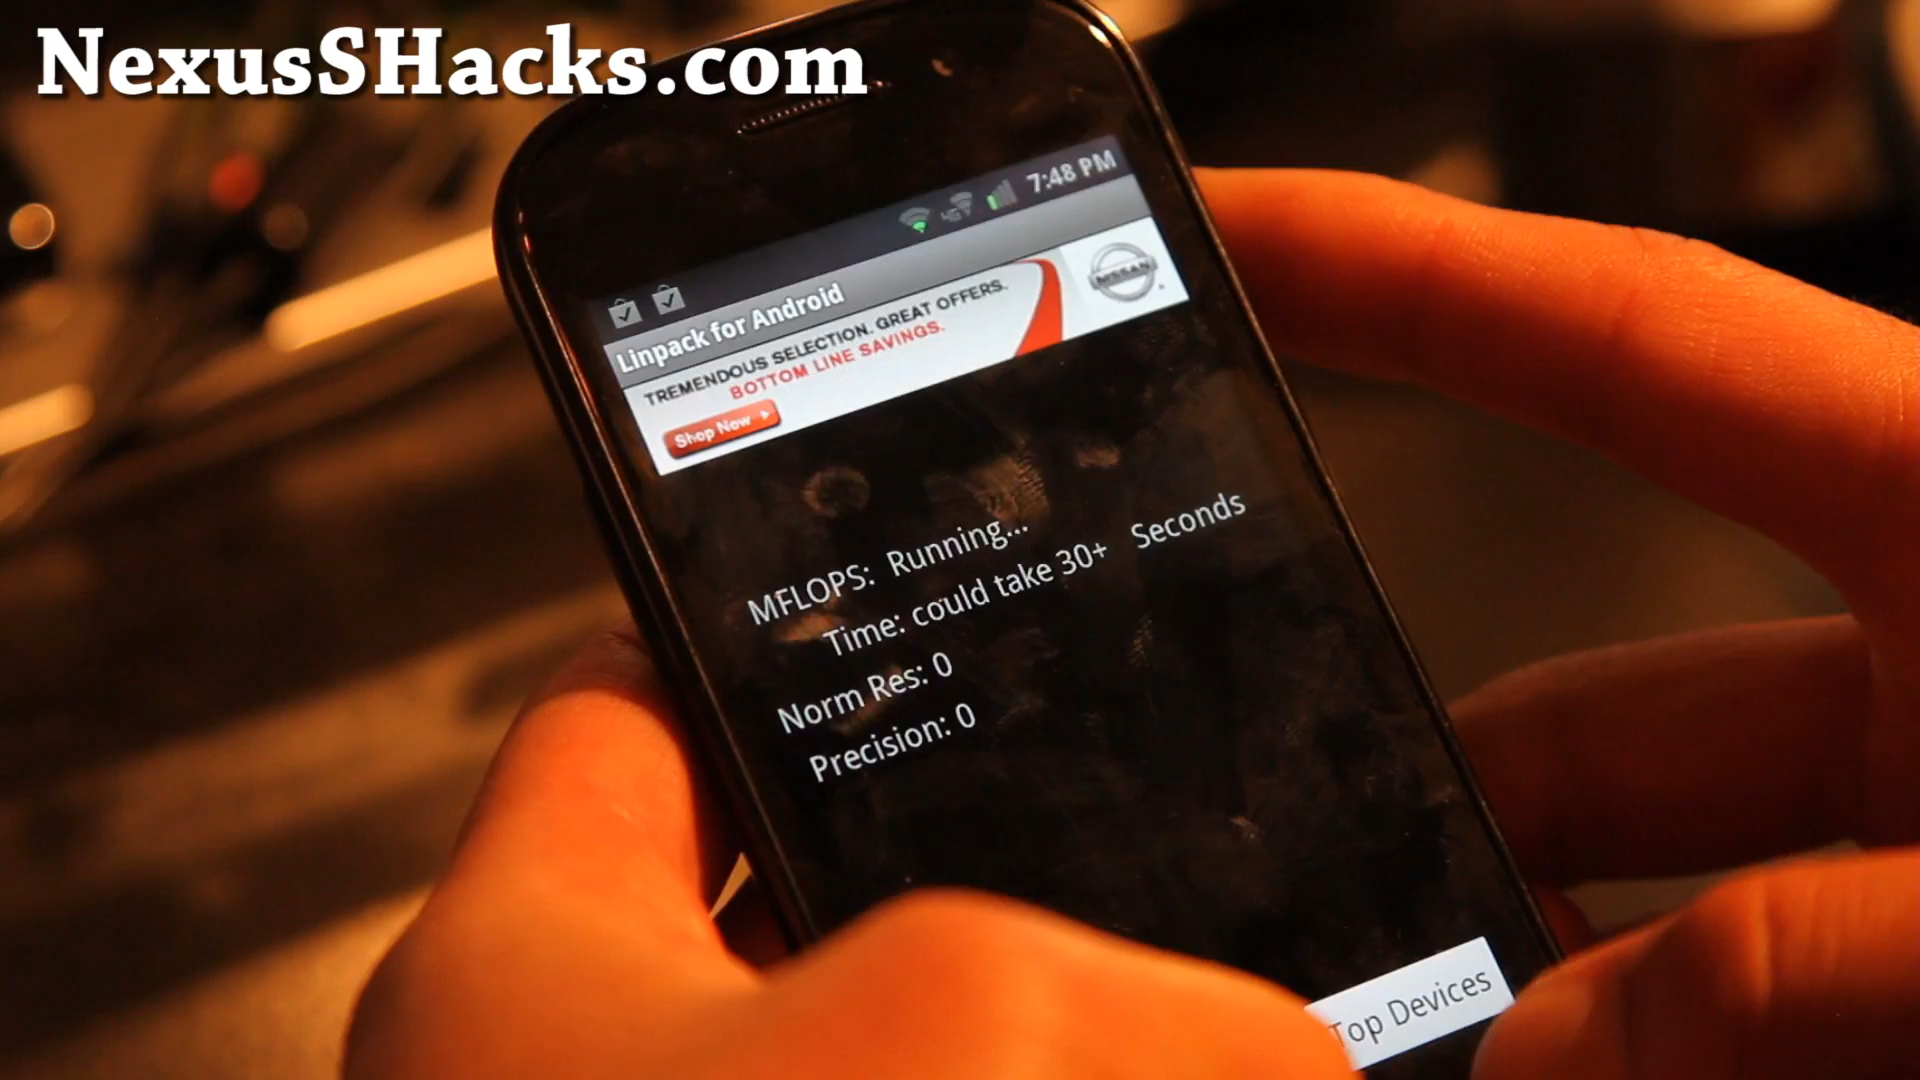 NexusSHacks.com
7:48 PM
4G
Linpack for Android
TREMENDOUS SELECTION. GREAT OFFERS.
BOTTOM LINE SAVINGS.
NISSAN
Shop Now
MFLOPS: Running...
Time: could take 30+ Seconds
Norm Res: 0
Precision: 0
Top Devices